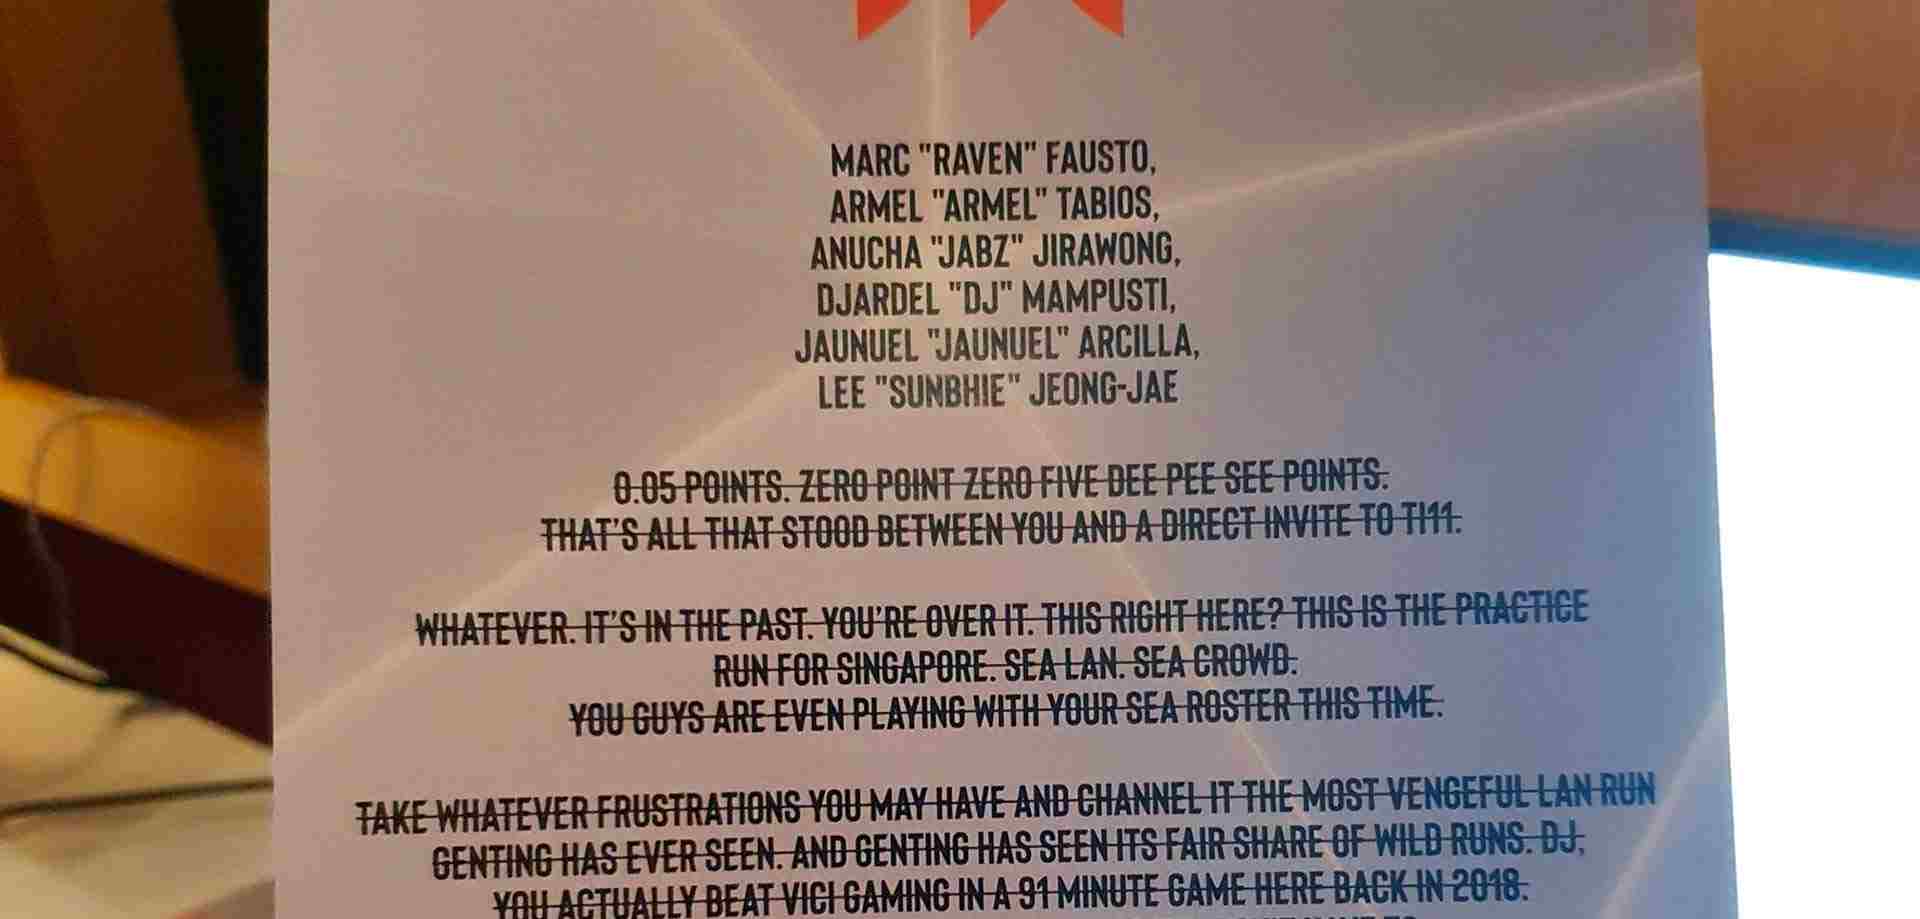 MARC "RAVEN" FAUSTO,
ARMEL "ARMEL" TABIOS,
ANUCHA "JABZ" JIRAWONG,
DJARDEL "DJ" MAMPUSTI,
JAUNUEL "JAUNUEL" ARCILLA,
LEE "SUNBHIE" JEONG-JAE
0.05 POINTS. ZERO POINT ZERO FIVE DEE PEE SEE POINTS.
THAT'S ALL THAT STOOD BETWEEN YOU AND A DIRECT INVITE TO TI11.
WHATEVER. IT'S IN THE PAST. YOU'RE OVER IT. THIS RIGHT HERE? THIS IS THE PRACTICE
RUN FOR SINGAPORE. SEA LAN. SEA CROWD.
YOU GUYS ARE EVEN PLAYING WITH YOUR SEA ROSTER THIS TIME.
TAKE WHATEVER FRUSTRATIONS YOU MAY HAVE AND CHANNEL IT THE MOST VENGEFUL LAN RUN
GENTING HAS EVER SEEN. AND GENTING HAS SEEN ITS FAIR SHARE OF WILD RUNS. DJ,
YOU ACTUALLY BEAT VICI GAMING IN A 91 MINUTE GAME HERE BACK IN 2018.